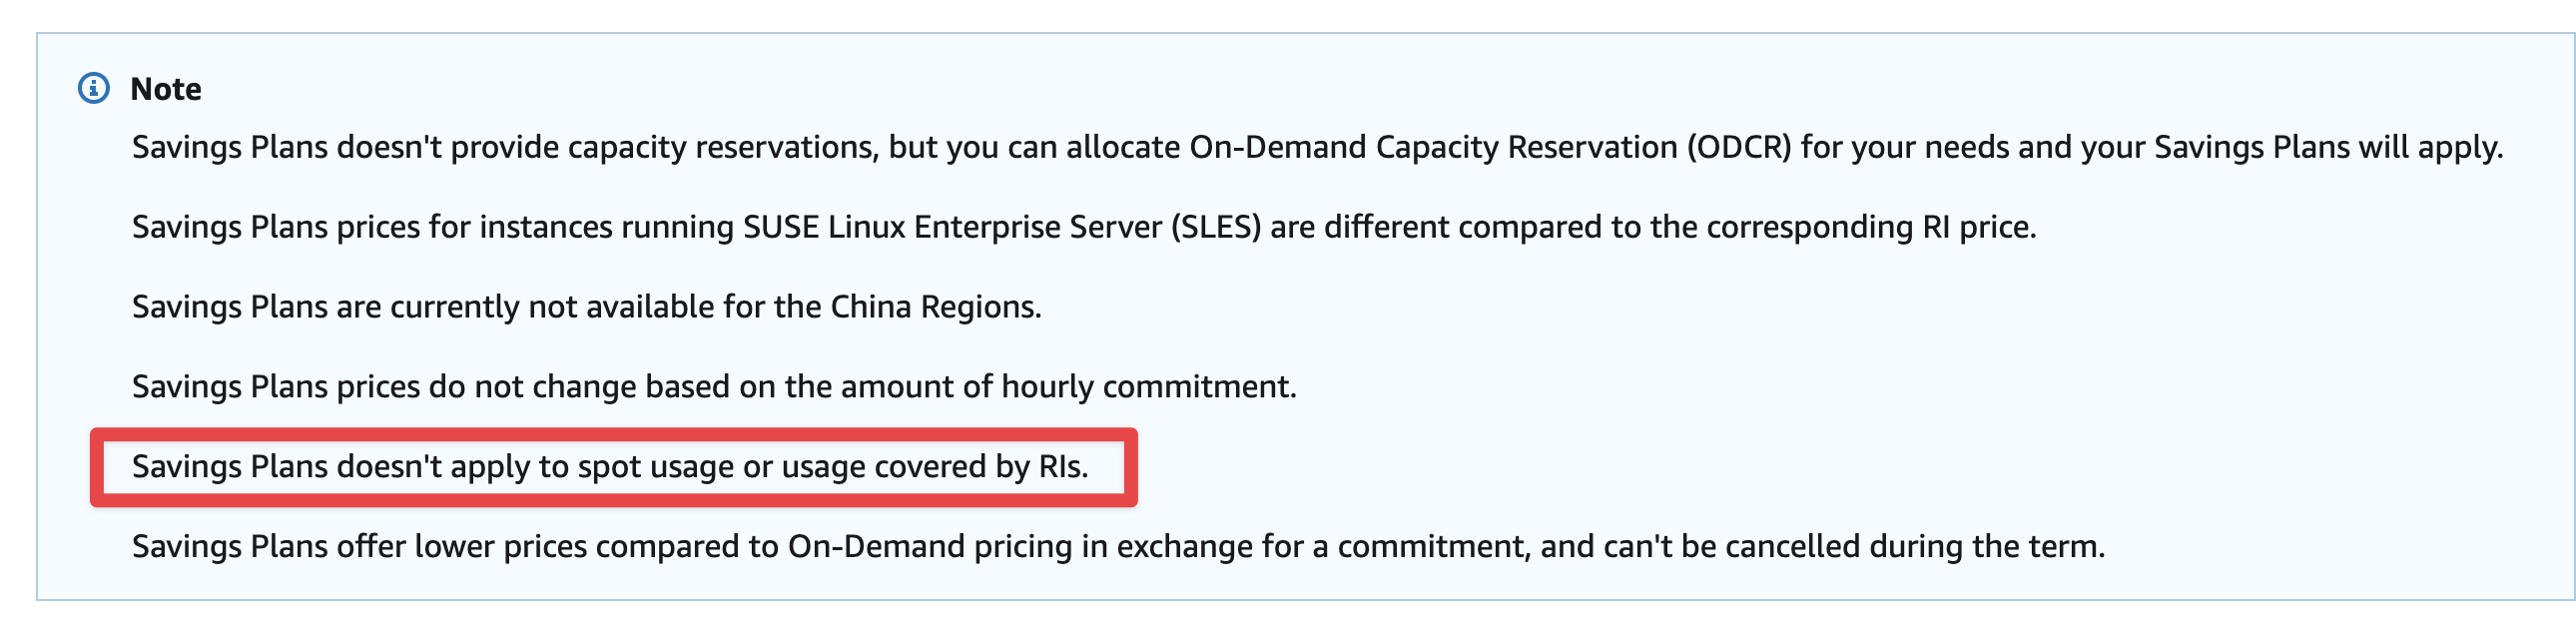 Note
Savings Plans doesn't provide capacity reservations, but you can allocate On-Demand Capacity Reservation (ODCR) for your needs and your Savings Plans will apply.
Savings Plans prices for instances running SUSE Linux Enterprise Server (SLES) are different compared to the corresponding RI price.
Savings Plans are currently not available for the China Regions.
Savings Plans prices do not change based on the amount of hourly commitment.
Savings Plans doesn't apply to spot usage or usage covered by RIs.
Savings Plans offer lower prices compared to On-Demand pricing in exchange for a commitment, and can't be cancelled during the term.